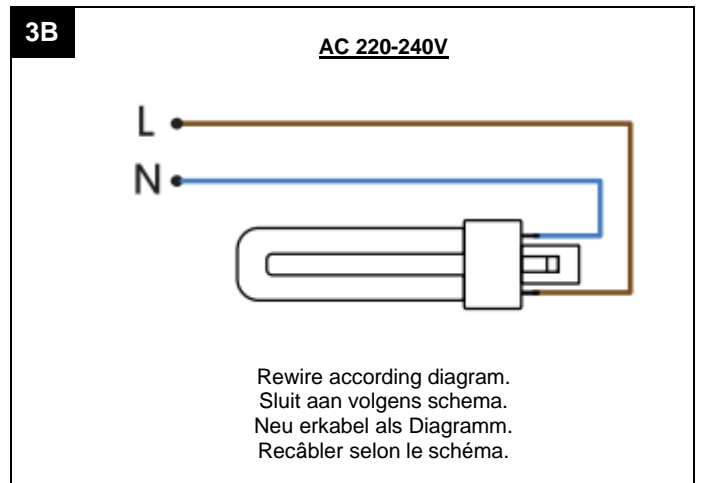 3B
AC 220-240V
L
N
Rewire according diagram.
Sluit aan volgens schema.
Neu erkabel als Diagramm.
Recâbler selon le schéma.